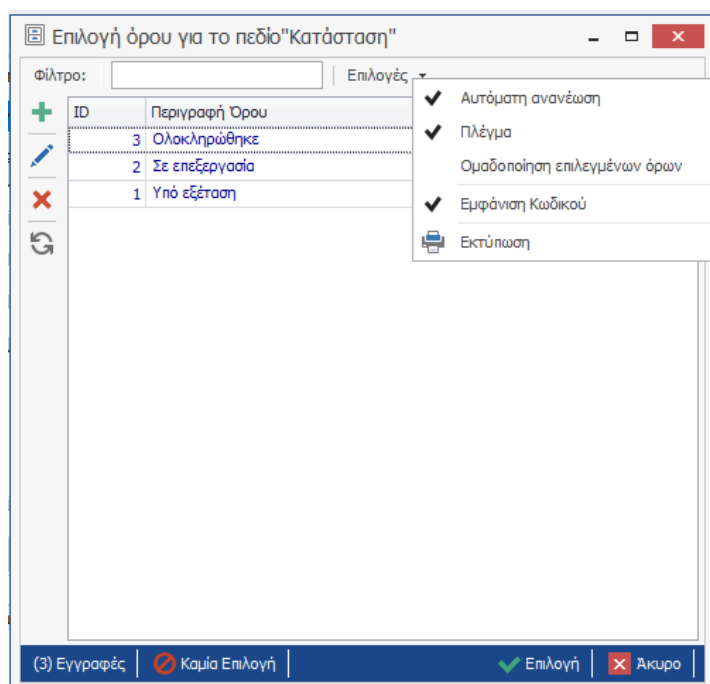 Επιλογή όρου για το πεδίο"Κατάσταση"
Φίλτρο: Επιλογές
Αυτόματη ανανέωση
Πλέγμα
Ομαδοποίηση επιλεγμένων όρων
Εμφάνιση Κωδικού
Εκτύπωση
ID Περιγραφή Όρου
3 Ολοκληρώθηκε
2 Σε επεξεργασία
1 Υπό εξέταση
(3) Εγγραφές Καμία Επιλογή Επιλογή Άκυρο